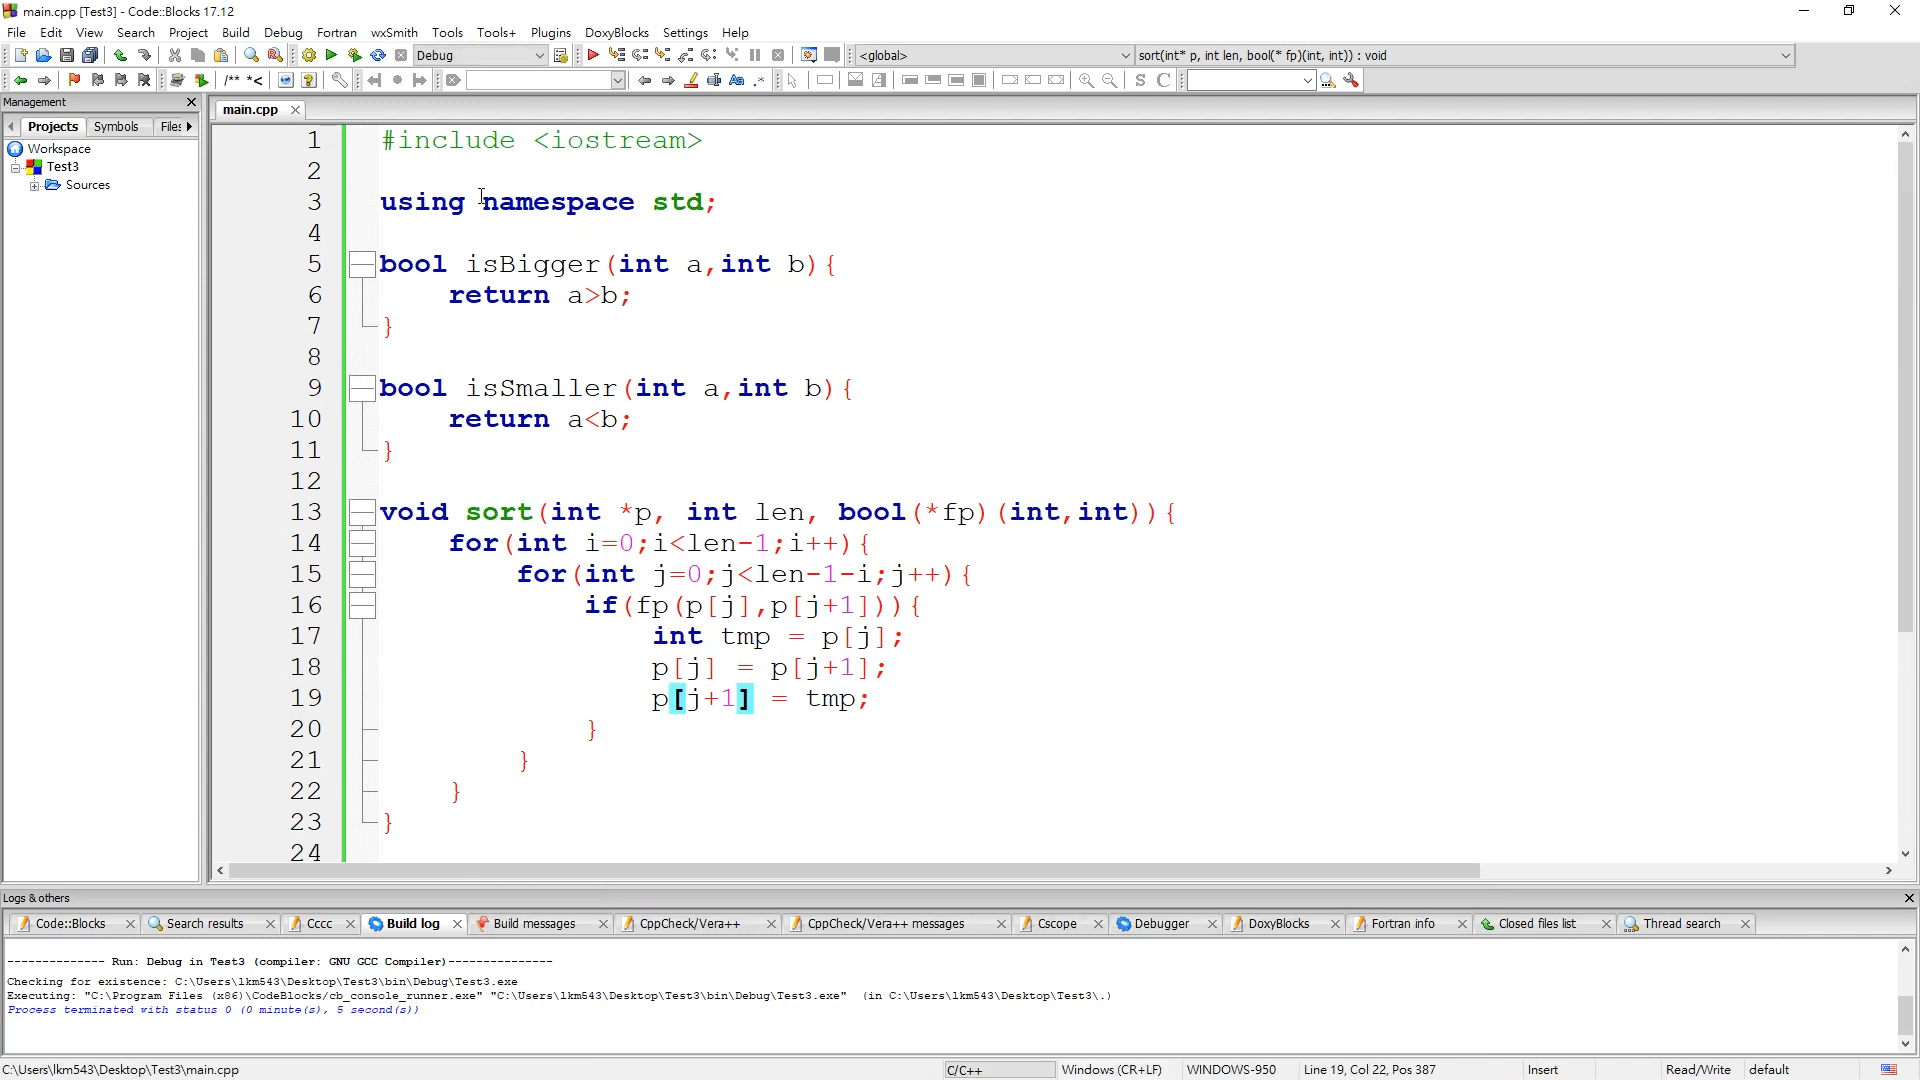 main.cpp [Test3] - Code::Blocks 17.12
File Edit View Search Project Build Debug Fortran wxSmith Tools Tools+ Plugins DoxyBlocks Settings Help
Debug <global> sort(int* p, int len, bool(* fp)(int, int)) : void
/** *< Aa .* S C
Management
main.cpp
Projects Symbols Files
Workspace
Test3
Sources
1 #include <iostream>
2
3 using namespace std;
4
5 bool isBigger(int a,int b){
6 return a>b;
7 }
8
9 bool isSmaller(int a,int b){
10 return a<b;
11 }
12
13 void sort(int *p, int len, bool(*fp)(int,int)){
14 for(int i=0;i<len-1;i++){
15 for(int j=0;j<len-1-i;j++){
16 if(fp(p[j],p[j+1])){
17 int tmp = p[j];
18 p[j] = p[j+1];
19 p[j+1] = tmp;
20 }
21 }
22 }
23 }
24
Logs & others
Code::Blocks Search results Cccc Build log Build messages CppCheck/Vera++ CppCheck/Vera++ messages Cscope Debugger DoxyBlocks Fortran info Closed files list Thread search
-------------- Run: Debug in Test3 (compiler: GNU GCC Compiler)---------------
Checking for existence: C:\Users\lkm543\Desktop\Test3\bin\Debug\Test3.exe
Executing: "C:\Program Files (x86)\CodeBlocks/cb_console_runner.exe" "C:\Users\lkm543\Desktop\Test3\bin\Debug\Test3.exe" (in C:\Users\lkm543\Desktop\Test3\.)
Process terminated with status 0 (0 minute(s), 5 second(s))
C:\Users\lkm543\Desktop\Test3\main.cpp C/C++ Windows (CR+LF) WINDOWS-950 Line 19, Col 22, Pos 387 Insert Read/Write default